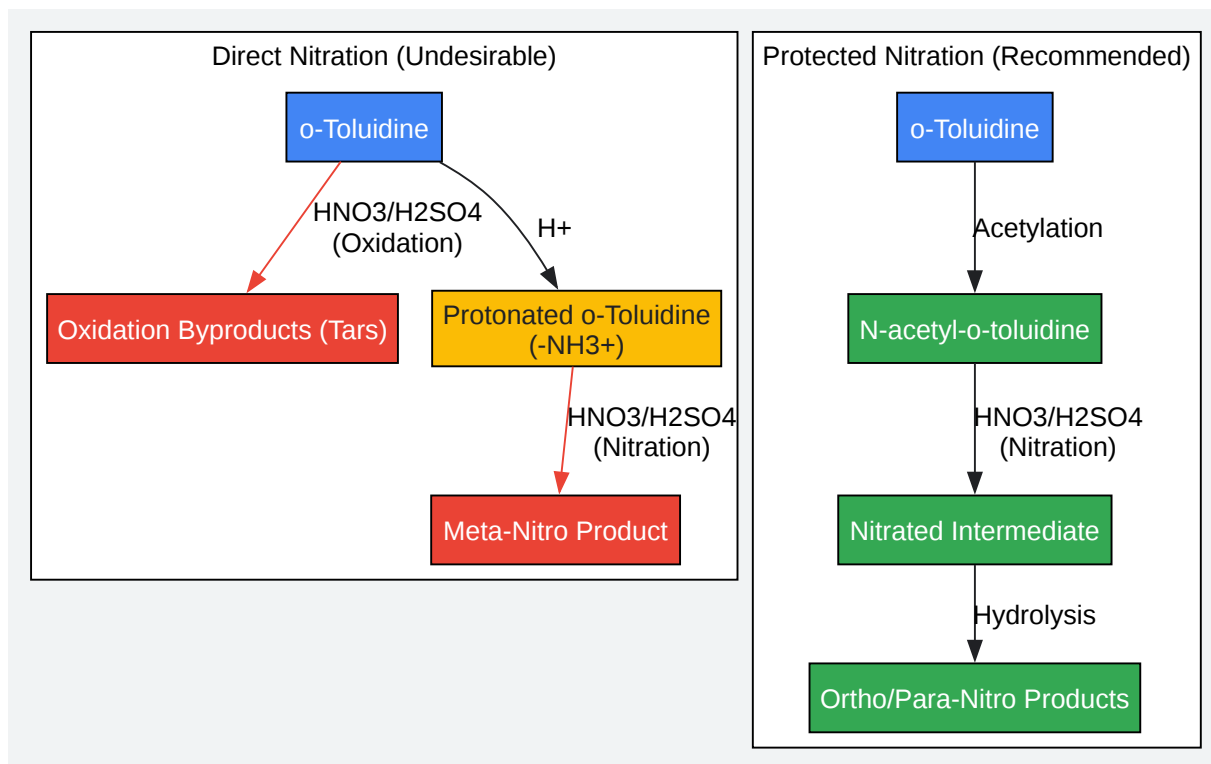 Direct Nitration (Undesirable)
o-Toluidine
HNO3/H2SO4
(Oxidation)
H+
Oxidation Byproducts (Tars)
Protonated o-Toluidine
(-NH3+)
HNO3/H2SO4
(Nitration)
Meta-Nitro Product
Protected Nitration (Recommended)
o-Toluidine
Acetylation
N-acetyl-o-toluidine
HNO3/H2SO4
(Nitration)
Nitrated Intermediate
Hydrolysis
Ortho/Para-Nitro Products